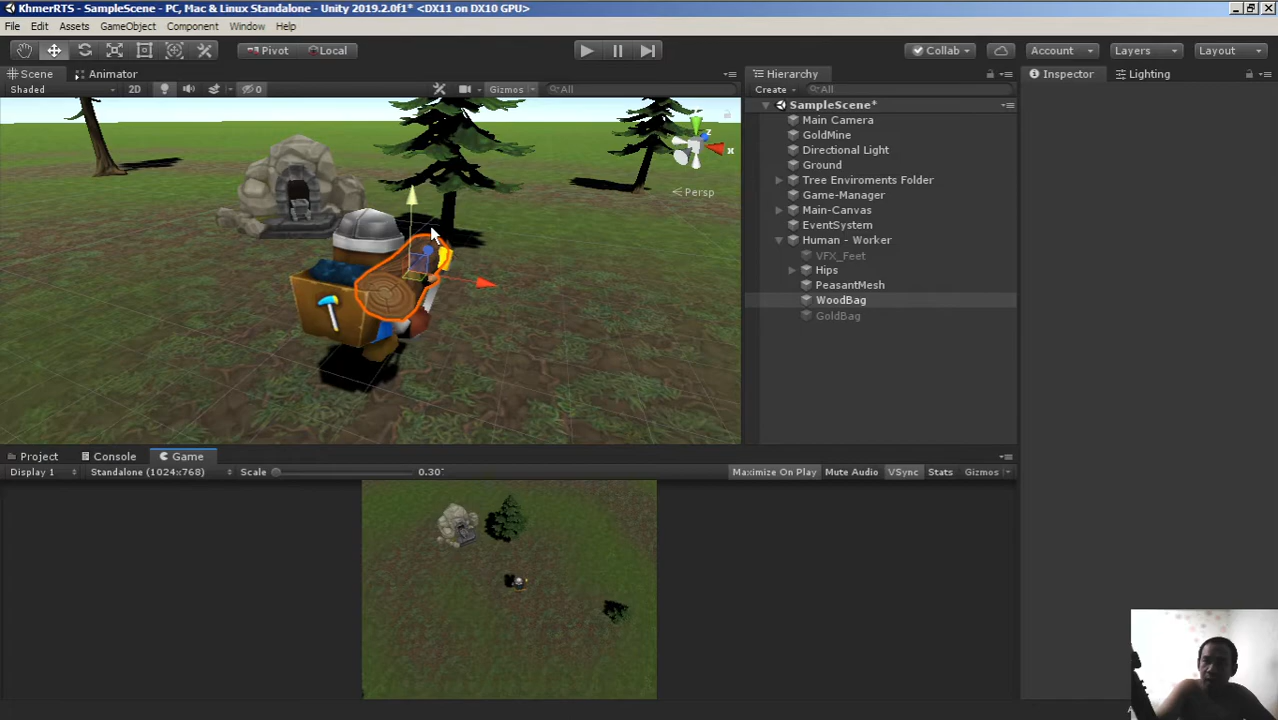 KhmerRTS - SampleScene - PC, Mac & Linux Standalone - Unity 2019.2.0f1* <DX11 on DX10 GPU>
File Edit Assets GameObject Component Window Help
Pivot Local Collab Account Layers Layout
Scene Animator Hierarchy Inspector Lighting
Shaded 2D 0 Gizmos All Create All
SampleScene*
Main Camera
GoldMine
Directional Light
Ground
Tree Enviroments Folder
Game-Manager
Main-Canvas
EventSystem
Human - Worker
VFX_Feet
Hips
PeasantMesh
WoodBag
GoldBag
y z x
Persp
Project Console Game
Display 1 Standalone (1024x768) Scale 0.30 Maximize On Play Mute Audio VSync Stats Gizmos